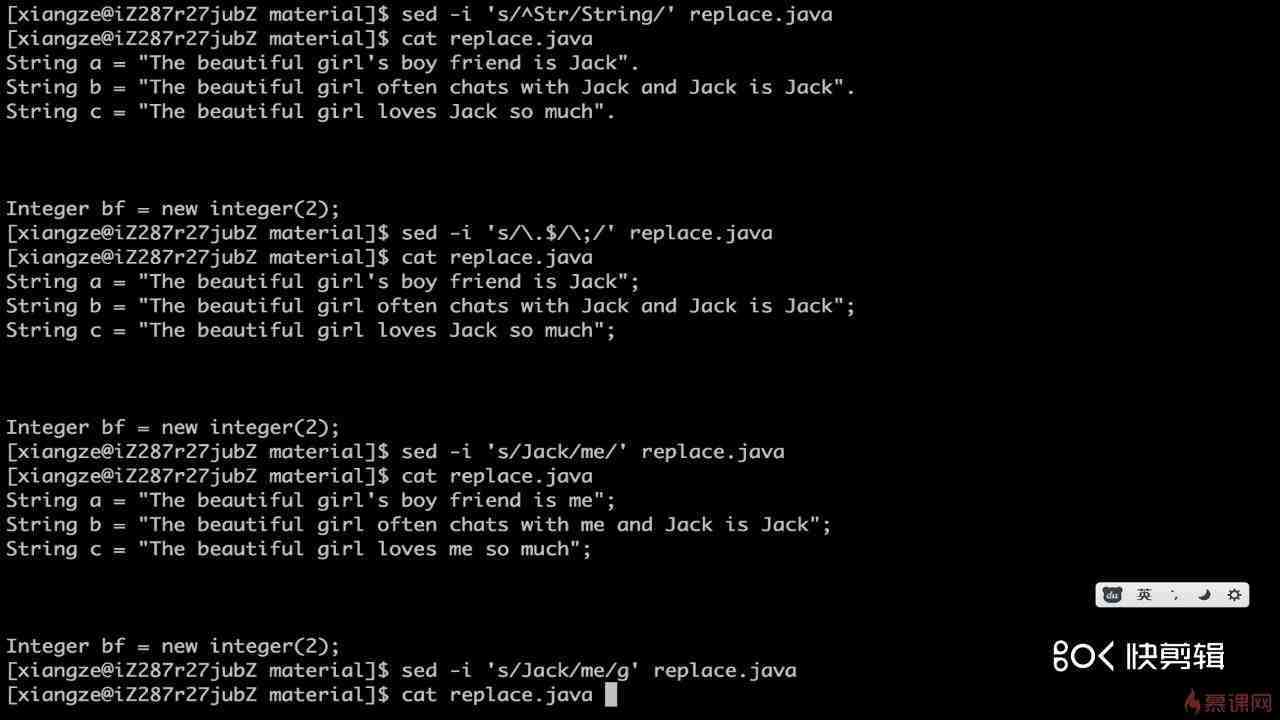 [xiangze@iZ287r27jubZ material]$ sed -i 's/^Str/String/' replace.java
[xiangze@iZ287r27jubZ material]$ cat replace.java
String a = "The beautiful girl's boy friend is Jack".
String b = "The beautiful girl often chats with Jack and Jack is Jack".
String c = "The beautiful girl loves Jack so much".
Integer bf = new integer(2);
[xiangze@iZ287r27jubZ material]$ sed -i 's/\.$/\;/' replace.java
[xiangze@iZ287r27jubZ material]$ cat replace.java
String a = "The beautiful girl's boy friend is Jack";
String b = "The beautiful girl often chats with Jack and Jack is Jack";
String c = "The beautiful girl loves Jack so much";
Integer bf = new integer(2);
[xiangze@iZ287r27jubZ material]$ sed -i 's/Jack/me/' replace.java
[xiangze@iZ287r27jubZ material]$ cat replace.java
String a = "The beautiful girl's boy friend is me";
String b = "The beautiful girl often chats with me and Jack is Jack";
String c = "The beautiful girl loves me so much";
du 英
Integer bf = new integer(2);
快剪辑
[xiangze@iZ287r27jubZ material]$ sed -i 's/Jack/me/g' replace.java
[xiangze@iZ287r27jubZ material]$ cat replace.java
慕课网